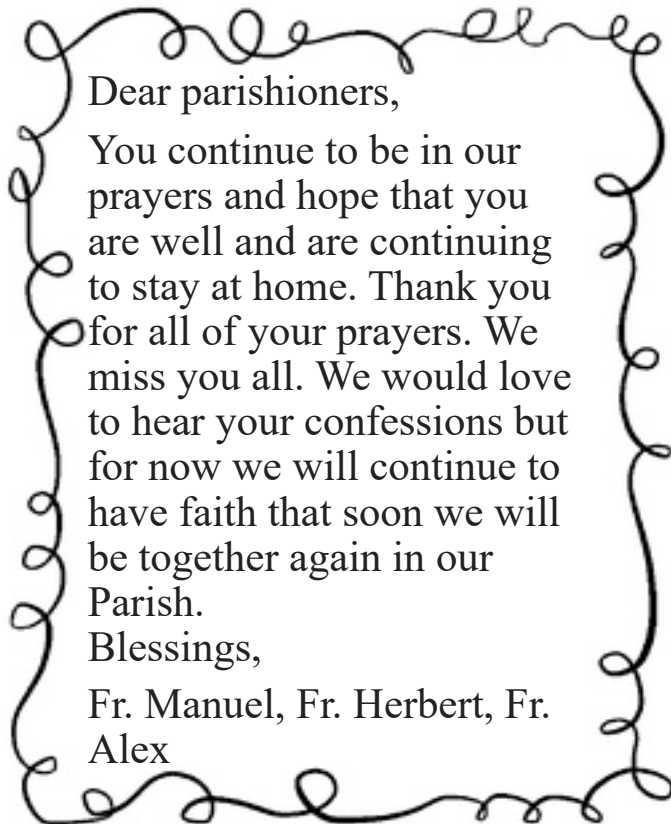 Dear parishioners,
You continue to be in our
prayers and hope that you
are well and are continuing
to stay at home. Thank you
for all of your prayers. We
miss you all. We would love
to hear your confessions but
for now we will continue to
have faith that soon we will
be together again in our
Parish.
Blessings,
Fr. Manuel, Fr. Herbert, Fr.
Alex